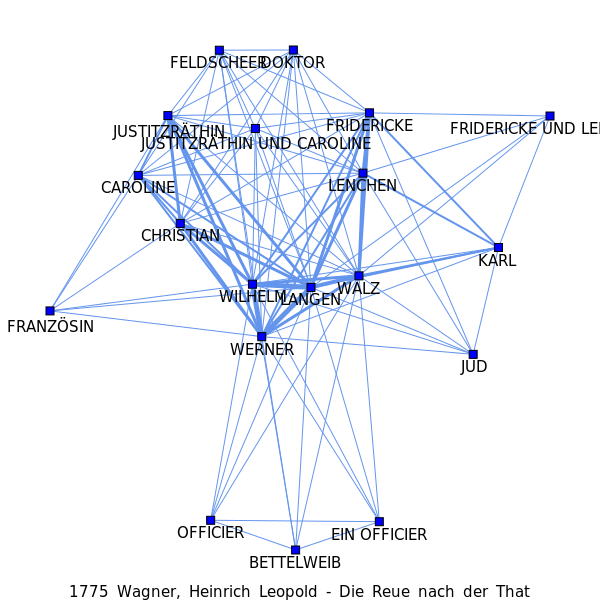 FELDSCHEER
DOKTOR
JUSTITZRÄTHIN
FRIDERICKE
FRIDERICKE UND LE
JUSTITZRÄTHIN UND CAROLINE
CAROLINE
LENCHEN
CHRISTIAN
KARL
WILHELM
LANGEN
WALZ
FRANZÖSIN
WERNER
JUD
OFFICIER
EIN OFFICIER
BETTELWEIB
1775 Wagner, Heinrich Leopold - Die Reue nach der That